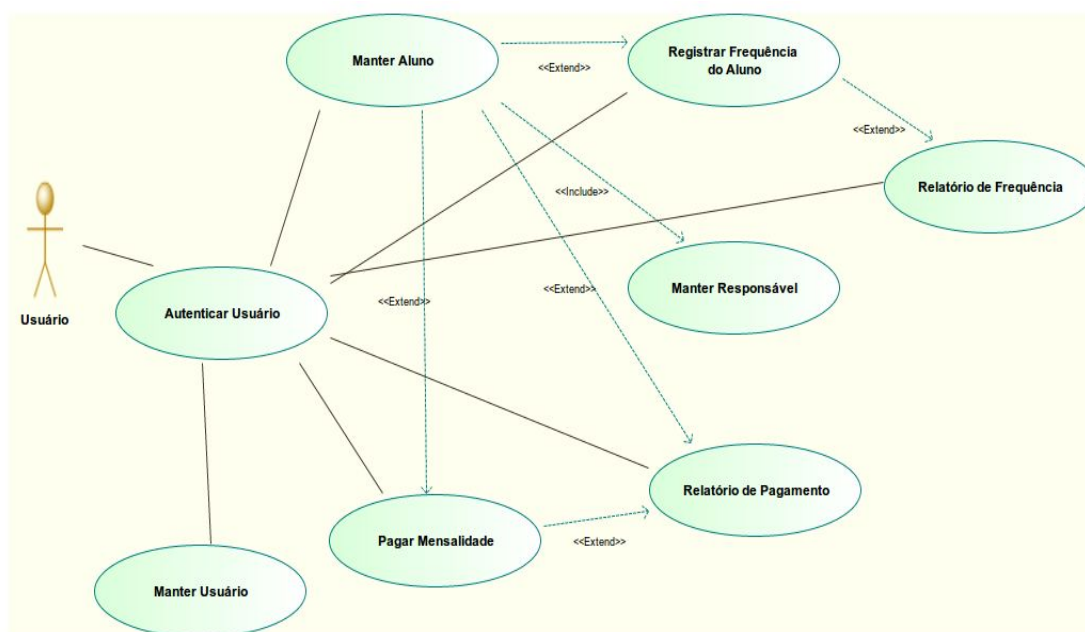 Manter Aluno
<<Extend>>
Registrar Frequência
do Aluno
<<Extend>>
Relatório de Frequência
<<Include>>
Usuário
Autenticar Usuário
<<Extend>>
<<Extend>>
Manter Responsável
Relatório de Pagamento
Pagar Mensalidade
<<Extend>>
Manter Usuário